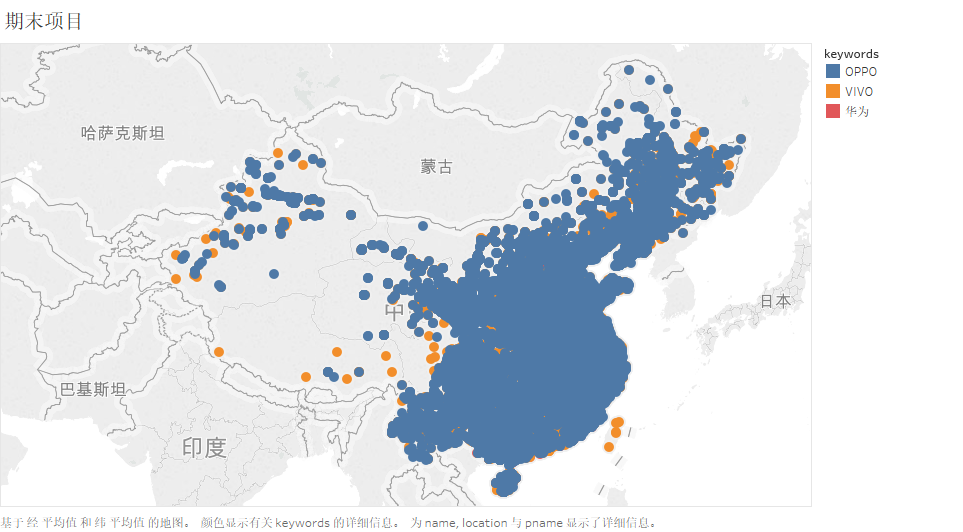 期末项目
keywords
OPPO
VIVO
华为
哈萨克斯坦
蒙古
日本
中
巴基斯坦
印度
基于 经 平均值 和 纬 平均值 的地图。 颜色显示有关 keywords 的详细信息。 为 name, location 与 pname 显示了详细信息。